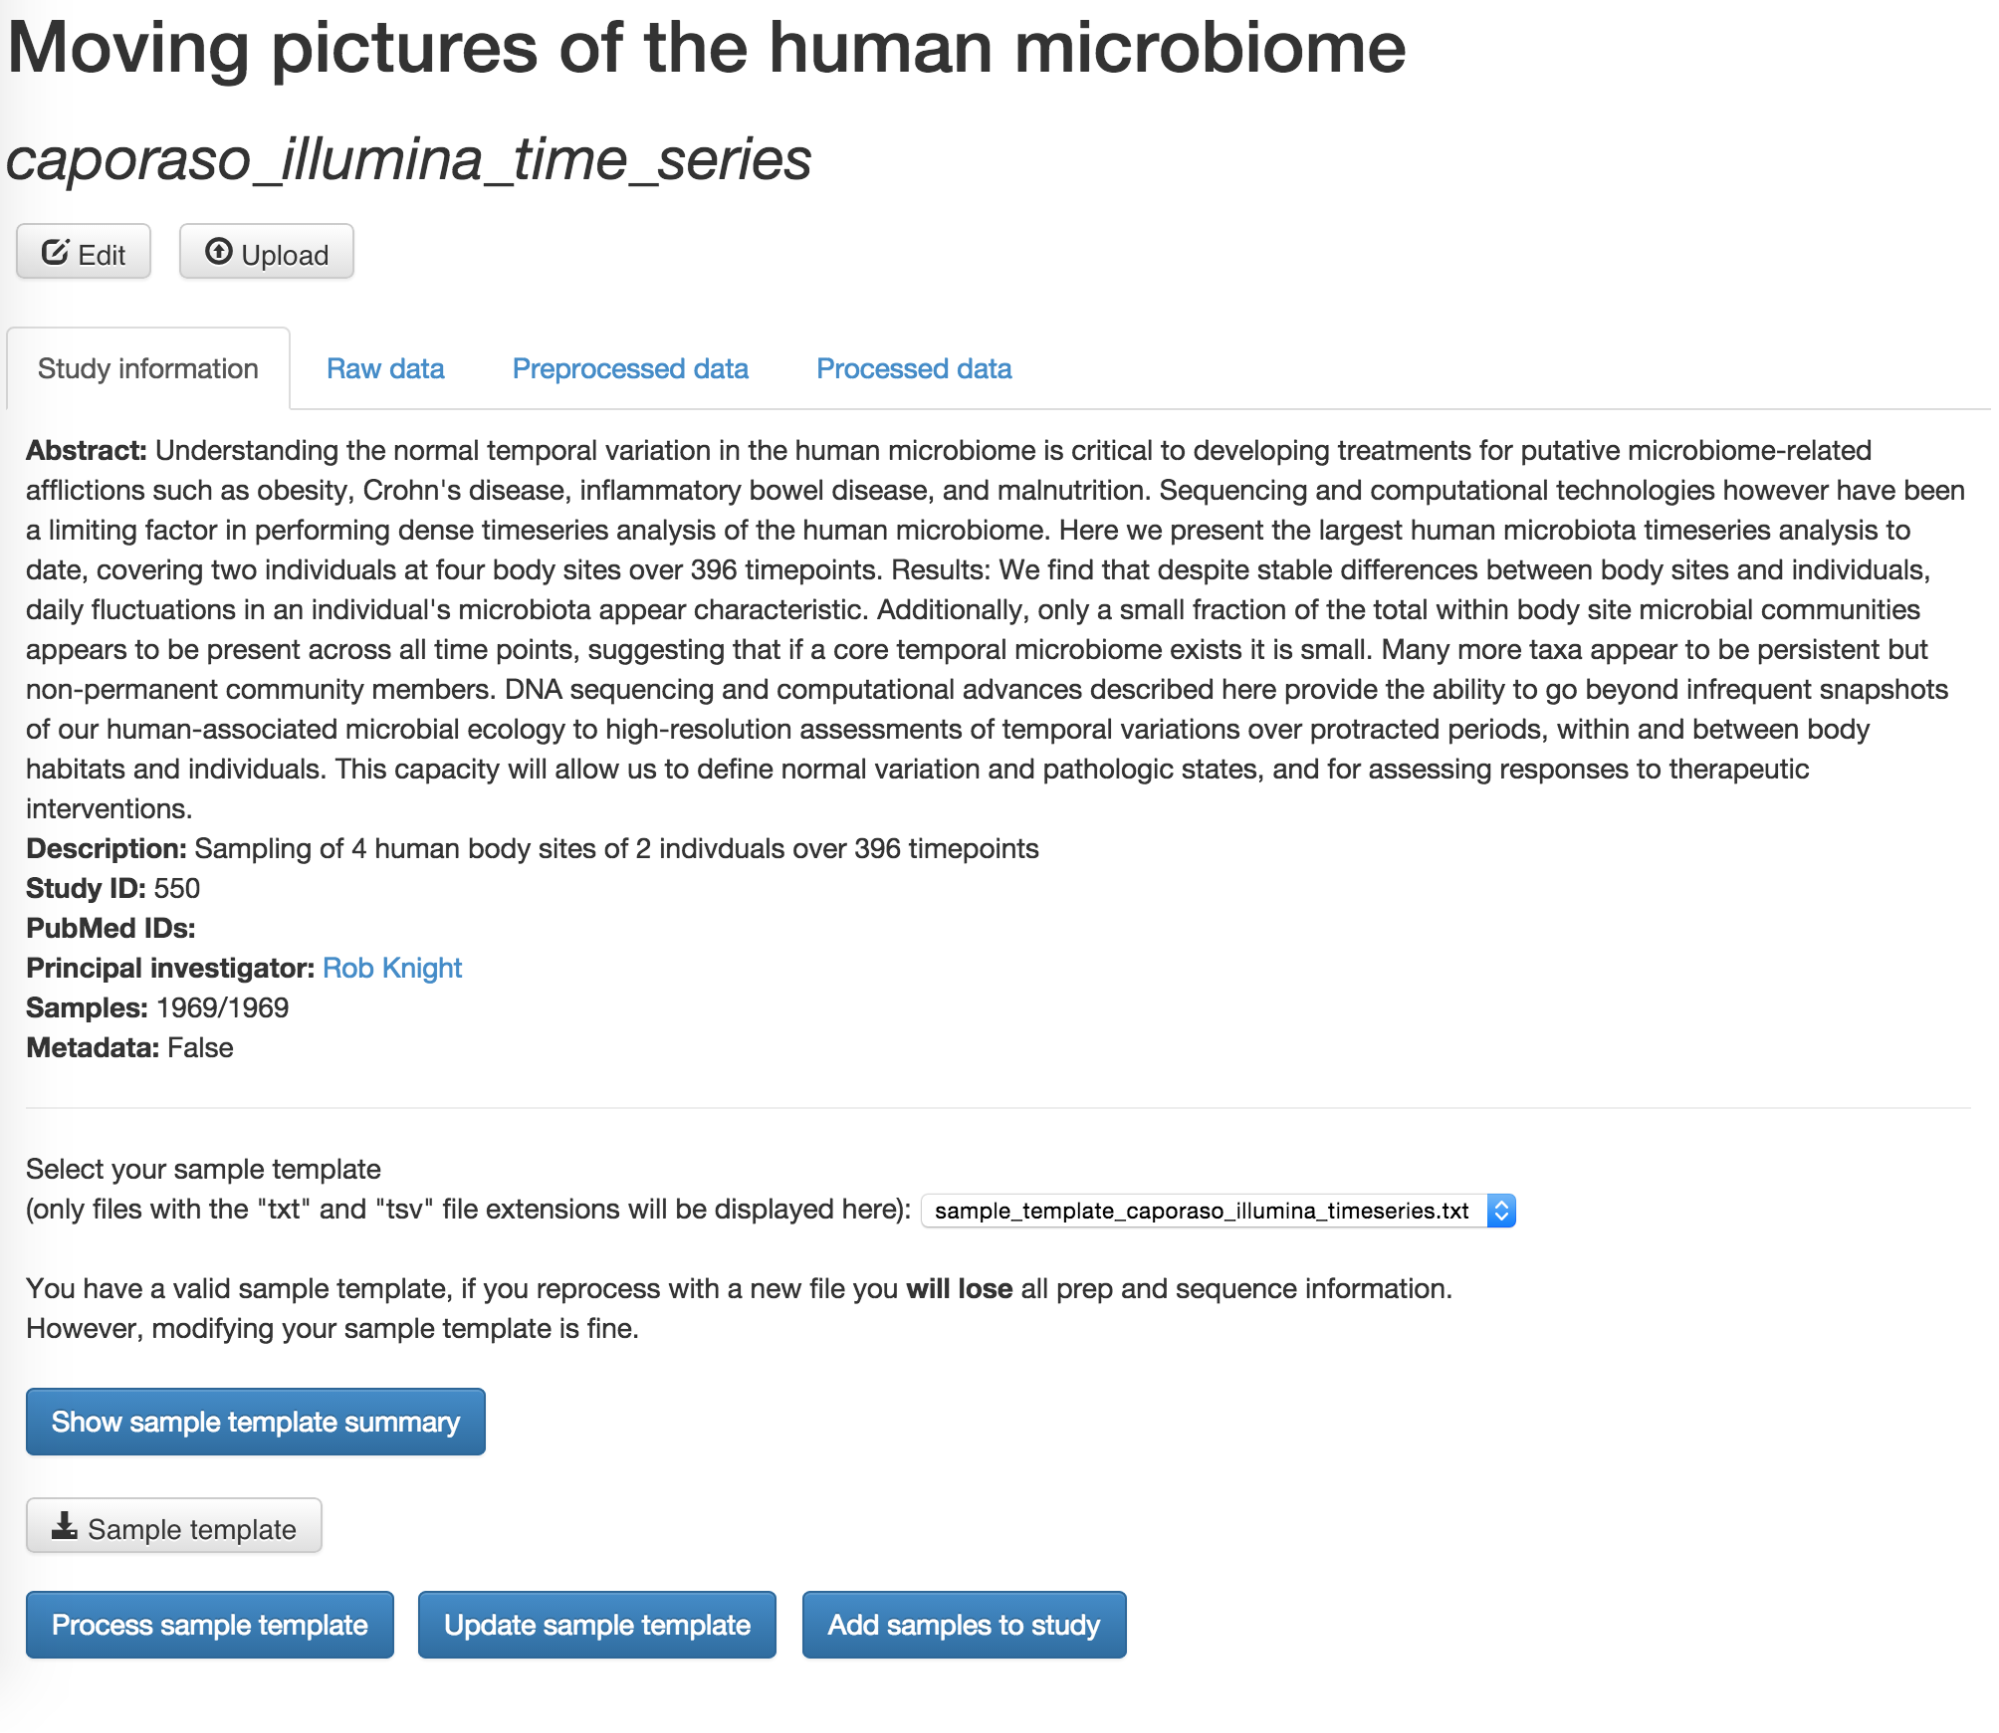 Moving pictures of the human microbiome
caporaso_illumina_time_series
Edit Upload
Study information Raw data Preprocessed data Processed data
Abstract: Understanding the normal temporal variation in the human microbiome is critical to developing treatments for putative microbiome-related
afflictions such as obesity, Crohn's disease, inflammatory bowel disease, and malnutrition. Sequencing and computational technologies however have been
a limiting factor in performing dense timeseries analysis of the human microbiome. Here we present the largest human microbiota timeseries analysis to
date, covering two individuals at four body sites over 396 timepoints. Results: We find that despite stable differences between body sites and individuals,
daily fluctuations in an individual's microbiota appear characteristic. Additionally, only a small fraction of the total within body site microbial communities
appears to be present across all time points, suggesting that if a core temporal microbiome exists it is small. Many more taxa appear to be persistent but
non-permanent community members. DNA sequencing and computational advances described here provide the ability to go beyond infrequent snapshots
of our human-associated microbial ecology to high-resolution assessments of temporal variations over protracted periods, within and between body
habitats and individuals. This capacity will allow us to define normal variation and pathologic states, and for assessing responses to therapeutic
interventions.
Description: Sampling of 4 human body sites of 2 indivduals over 396 timepoints
Study ID: 550
PubMed IDs:
Principal investigator: Rob Knight
Samples: 1969/1969
Metadata: False
Select your sample template
(only files with the "txt" and "tsv" file extensions will be displayed here): sample_template_caporaso_illumina_timeseries.txt
You have a valid sample template, if you reprocess with a new file you will lose all prep and sequence information.
However, modifying your sample template is fine.
Show sample template summary
Sample template
Process sample template Update sample template Add samples to study